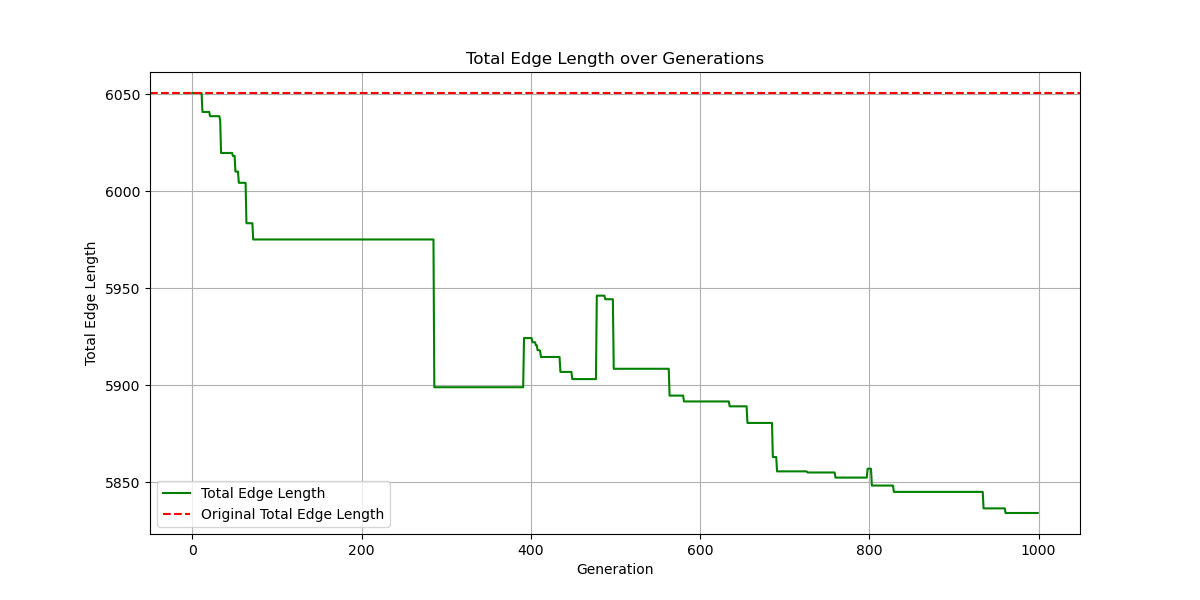 Total Edge Length over Generations
6050
6000
5950
5900
5850
Total Edge Length
Total Edge Length
Original Total Edge Length
0 200 400 600 800 1000
Generation